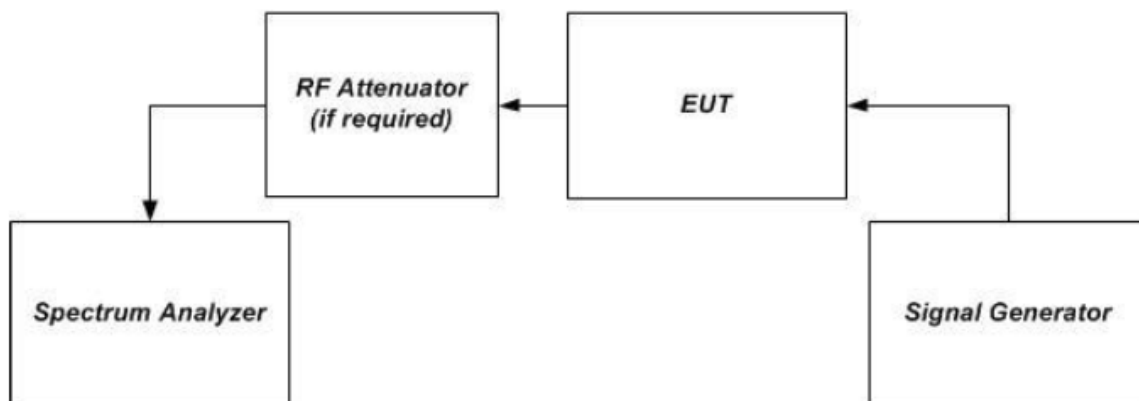 RF Attenuator
(if required)
EUT
Spectrum Analyzer
Signal Generator